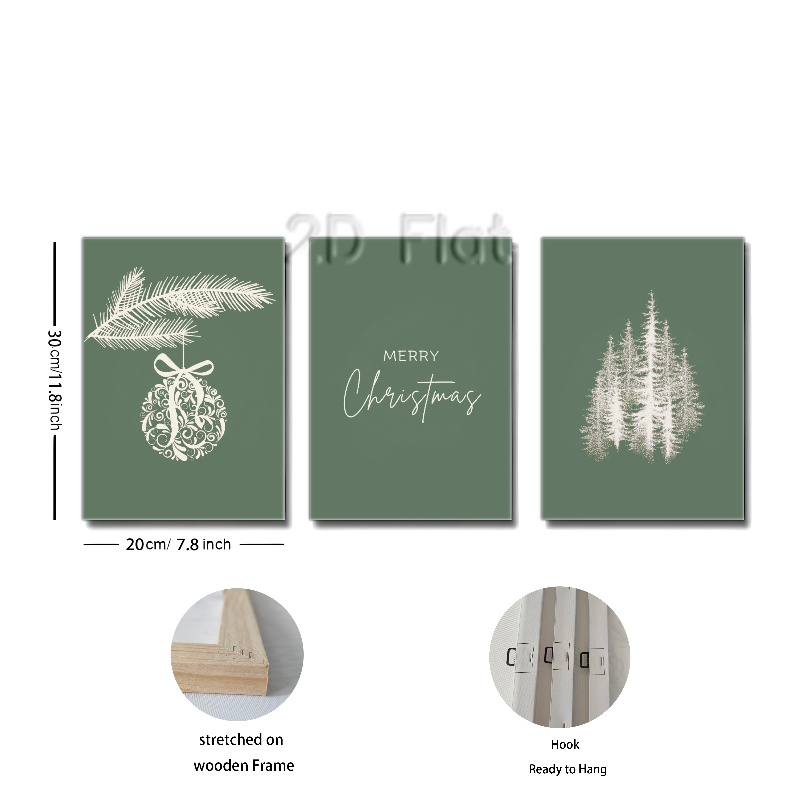 2D Flat
MERRY
Christmas
30cm/11.8inch
20cm/ 7.8 inch
stretched on
wooden Frame
Hook
Ready to Hang